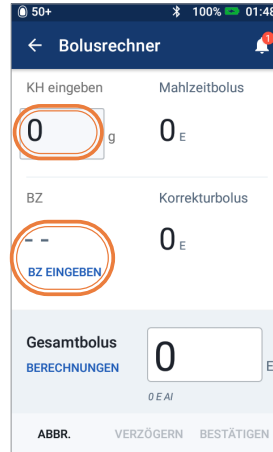 50+ 100% 01:48
← Bolusrechner 1
KH eingeben Mahlzeitbolus
0 g 0 E
BZ Korrekturbolus
-- 0 E
BZ EINGEBEN
Gesamtbolus
BERECHNUNGEN 0 E
0 E AI
ABBR. VERZÖGERN BESTÄTIGEN